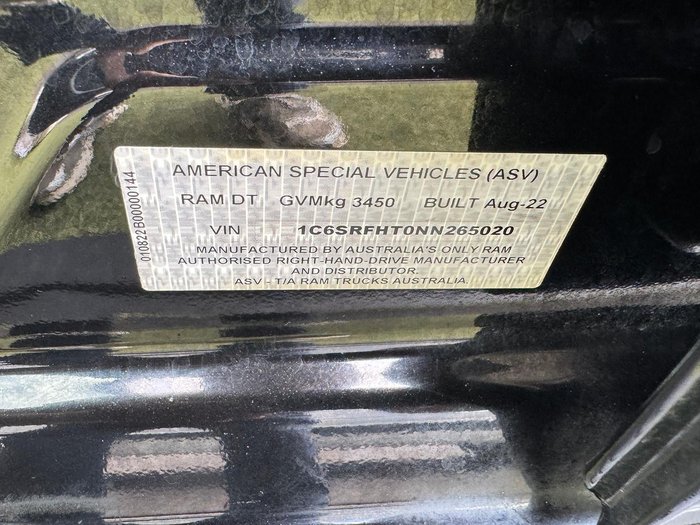 AMERICAN SPECIAL VEHICLES (ASV)
RAM DT GVMkg 3450 BUILT Aug-22
VIN 1C6SRFHT0NN265020
MANUFACTURED BY AUSTRALIA'S ONLY RAM
AUTHORISED RIGHT-HAND-DRIVE MANUFACTURER
AND DISTRIBUTOR.
ASV - T/A RAM TRUCKS AUSTRALIA.
010822B00000144